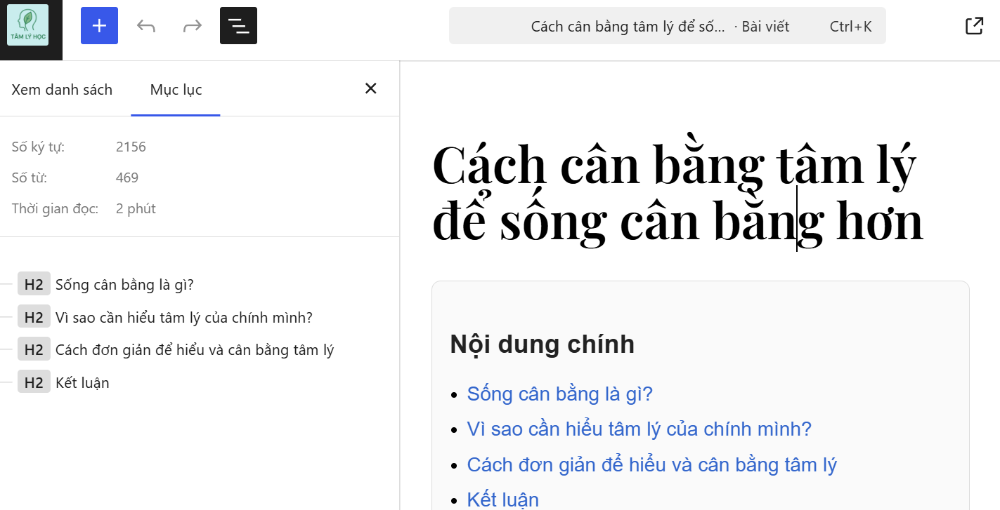 TÂM LÝ HỌC
Cách cân bằng tâm lý để số... · Bài viết Ctrl+K
Xem danh sách Mục lục
Số ký tự: 2156
Số từ: 469
Thời gian đọc: 2 phút
H2 Sống cân bằng là gì?
H2 Vì sao cần hiểu tâm lý của chính mình?
H2 Cách đơn giản để hiểu và cân bằng tâm lý
H2 Kết luận
Cách cân bằng tâm lý
để sống cân bằng hơn
Nội dung chính
• Sống cân bằng là gì?
• Vì sao cần hiểu tâm lý của chính mình?
• Cách đơn giản để hiểu và cân bằng tâm lý
• Kết luận